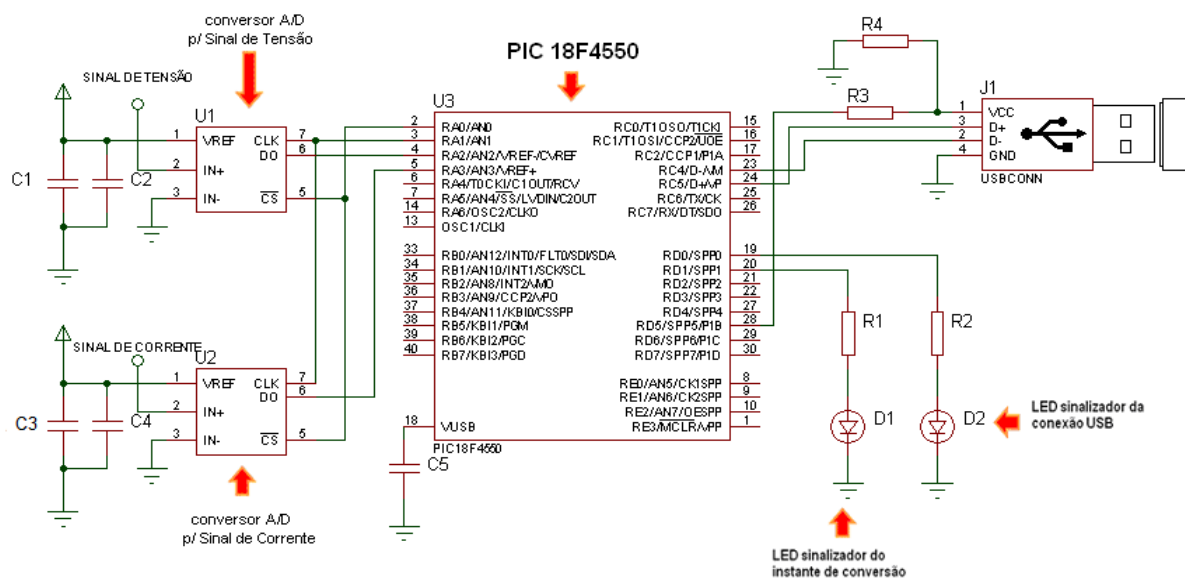 conversor A/D
p/ Sinal de Tensão
PIC 18F4550
SINAL DE TENSÃO
U1
1 VREF CLK 7
DO 6
2 IN+
3 IN- CS 5
C1
C2
U3
2 RA0/AN0
3 RA1/AN1
4 RA2/AN2/VREF-/CVREF
5 RA3/AN3/VREF+
6 RA4/T0CKI/C1OUT/RCV
7 RA5/AN4/SS/LVDIN/C2OUT
14 RA6/OSC2/CLKO
13 OSC1/CLKI
33 RB0/AN12/INT0/FLT0/SDI/SDA
34 RB1/AN10/INT1/SCK/SCL
35 RB2/AN8/INT2/VMO
36 RB3/AN9/CCP2/VPO
37 RB4/AN11/KBI0/CSSPP
38 RB5/KBI1/PGM
39 RB6/KBI2/PGC
40 RB7/KBI3/PGD
18 VUSB
RC0/T1OSO/T1CKI 15
RC1/T1OSI/CCP2/UOE 16
RC2/CCP1/P1A 17
RC4/D-/VM 23
RC5/D+/VP 24
RC6/TX/CK 25
RC7/RX/DT/SDO 26
RD0/SPP0 19
RD1/SPP1 20
RD2/SPP2 21
RD3/SPP3 22
RD4/SPP4 27
RD5/SPP5/P1B 28
RD6/SPP6/P1C 29
RD7/SPP7/P1D 30
RE0/AN5/CK1SPP 8
RE1/AN6/CK2SPP 9
RE2/AN7/OESPP 10
RE3/MCLR/VPP 1
PIC18F4550
C5
R4
R3
J1
1 VCC
3 D+
2 D-
4 GND
USBCONN
R1
R2
D1
D2
LED sinalizador da
conexão USB
LED sinalizador do
instante de conversão
SINAL DE CORRENTE
U2
1 VREF CLK 7
DO 6
2 IN+
3 IN- CS 5
C3
C4
conversor A/D
p/ Sinal de Corrente